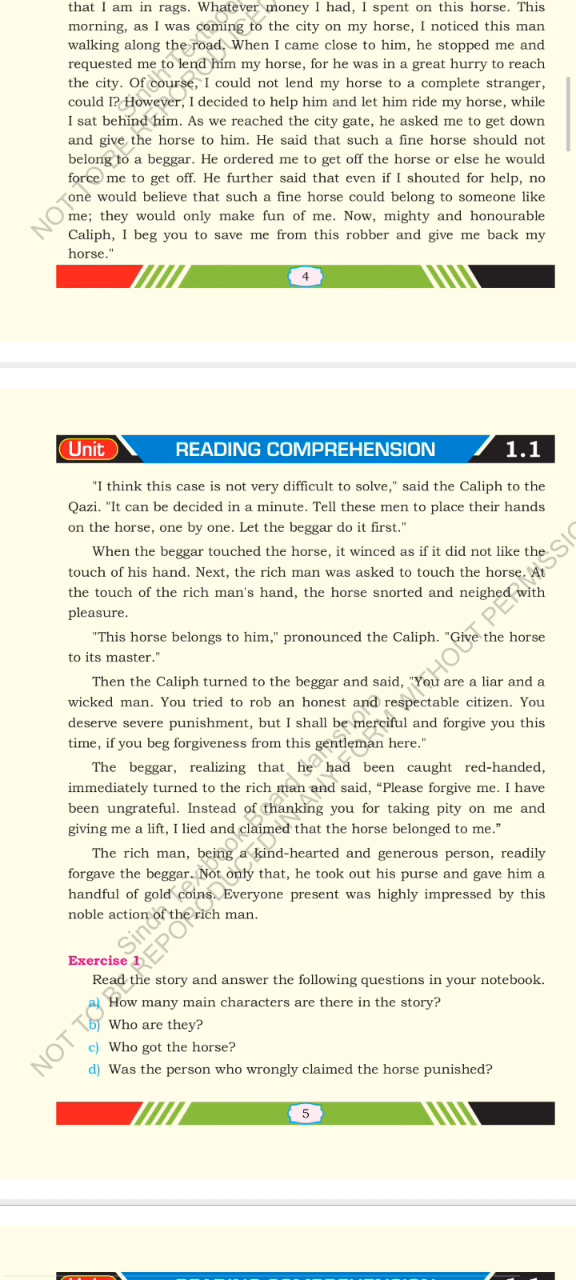 that I am in rags. Whatever money I had, I spent on this horse. This
morning, as I was coming to the city on my horse, I noticed this man
walking along the road. When I came close to him, he stopped me and
requested me to lend him my horse, for he was in a great hurry to reach
the city. Of course, I could not lend my horse to a complete stranger,
could I? However, I decided to help him and let him ride my horse, while
I sat behind him. As we reached the city gate, he asked me to get down
and give the horse to him. He said that such a fine horse should not
belong to a beggar. He ordered me to get off the horse or else he would
force me to get off. He further said that even if I shouted for help, no
one would believe that such a fine horse could belong to someone like
me; they would only make fun of me. Now, mighty and honourable
Caliph, I beg you to save me from this robber and give me back my
horse."
4
Unit READING COMPREHENSION 1.1
"I think this case is not very difficult to solve," said the Caliph to the
Qazi. "It can be decided in a minute. Tell these men to place their hands
on the horse, one by one. Let the beggar do it first."
When the beggar touched the horse, it winced as if it did not like the
touch of his hand. Next, the rich man was asked to touch the horse. At
the touch of the rich man's hand, the horse snorted and neighed with
pleasure.
"This horse belongs to him," pronounced the Caliph. "Give the horse
to its master."
Then the Caliph turned to the beggar and said, "You are a liar and a
wicked man. You tried to rob an honest and respectable citizen. You
deserve severe punishment, but I shall be merciful and forgive you this
time, if you beg forgiveness from this gentleman here."
The beggar, realizing that he had been caught red-handed,
immediately turned to the rich man and said, “Please forgive me. I have
been ungrateful. Instead of thanking you for taking pity on me and
giving me a lift, I lied and claimed that the horse belonged to me.”
The rich man, being a kind-hearted and generous person, readily
forgave the beggar. Not only that, he took out his purse and gave him a
handful of gold coins. Everyone present was highly impressed by this
noble action of the rich man.
Exercise 1
Read the story and answer the following questions in your notebook.
a) How many main characters are there in the story?
b) Who are they?
c) Who got the horse?
d) Was the person who wrongly claimed the horse punished?
5
Sindh Textbook Board Jamshoro
NOT TO BE REPORODUCED IN ANY FORM WITHOUT PERMISSIO